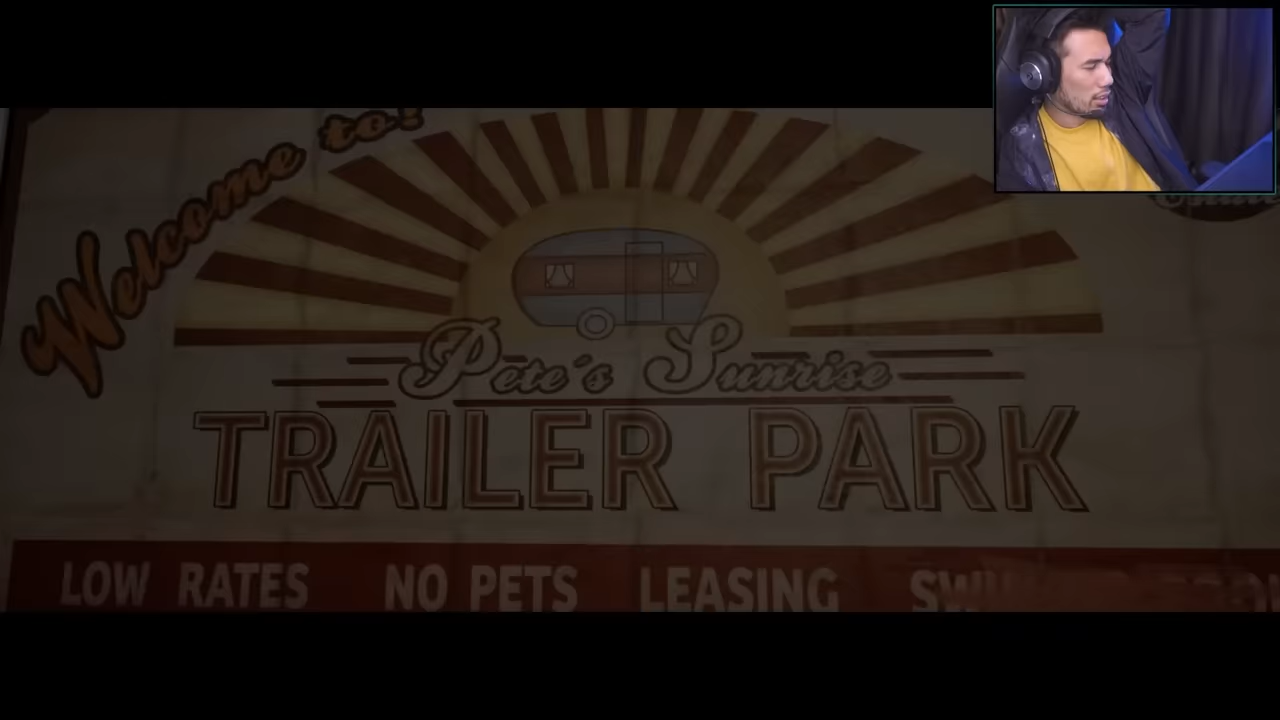 Welcome to!
Pete's Sunrise
TRAILER PARK
LOW RATES NO PETS LEASING